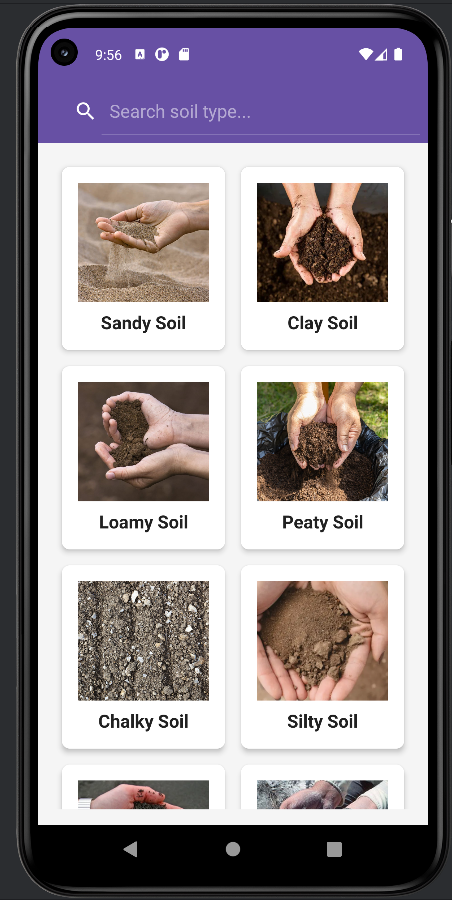 9:56
A
Search soil type...
Sandy Soil
Clay Soil
Loamy Soil
Peaty Soil
Chalky Soil
Silty Soil